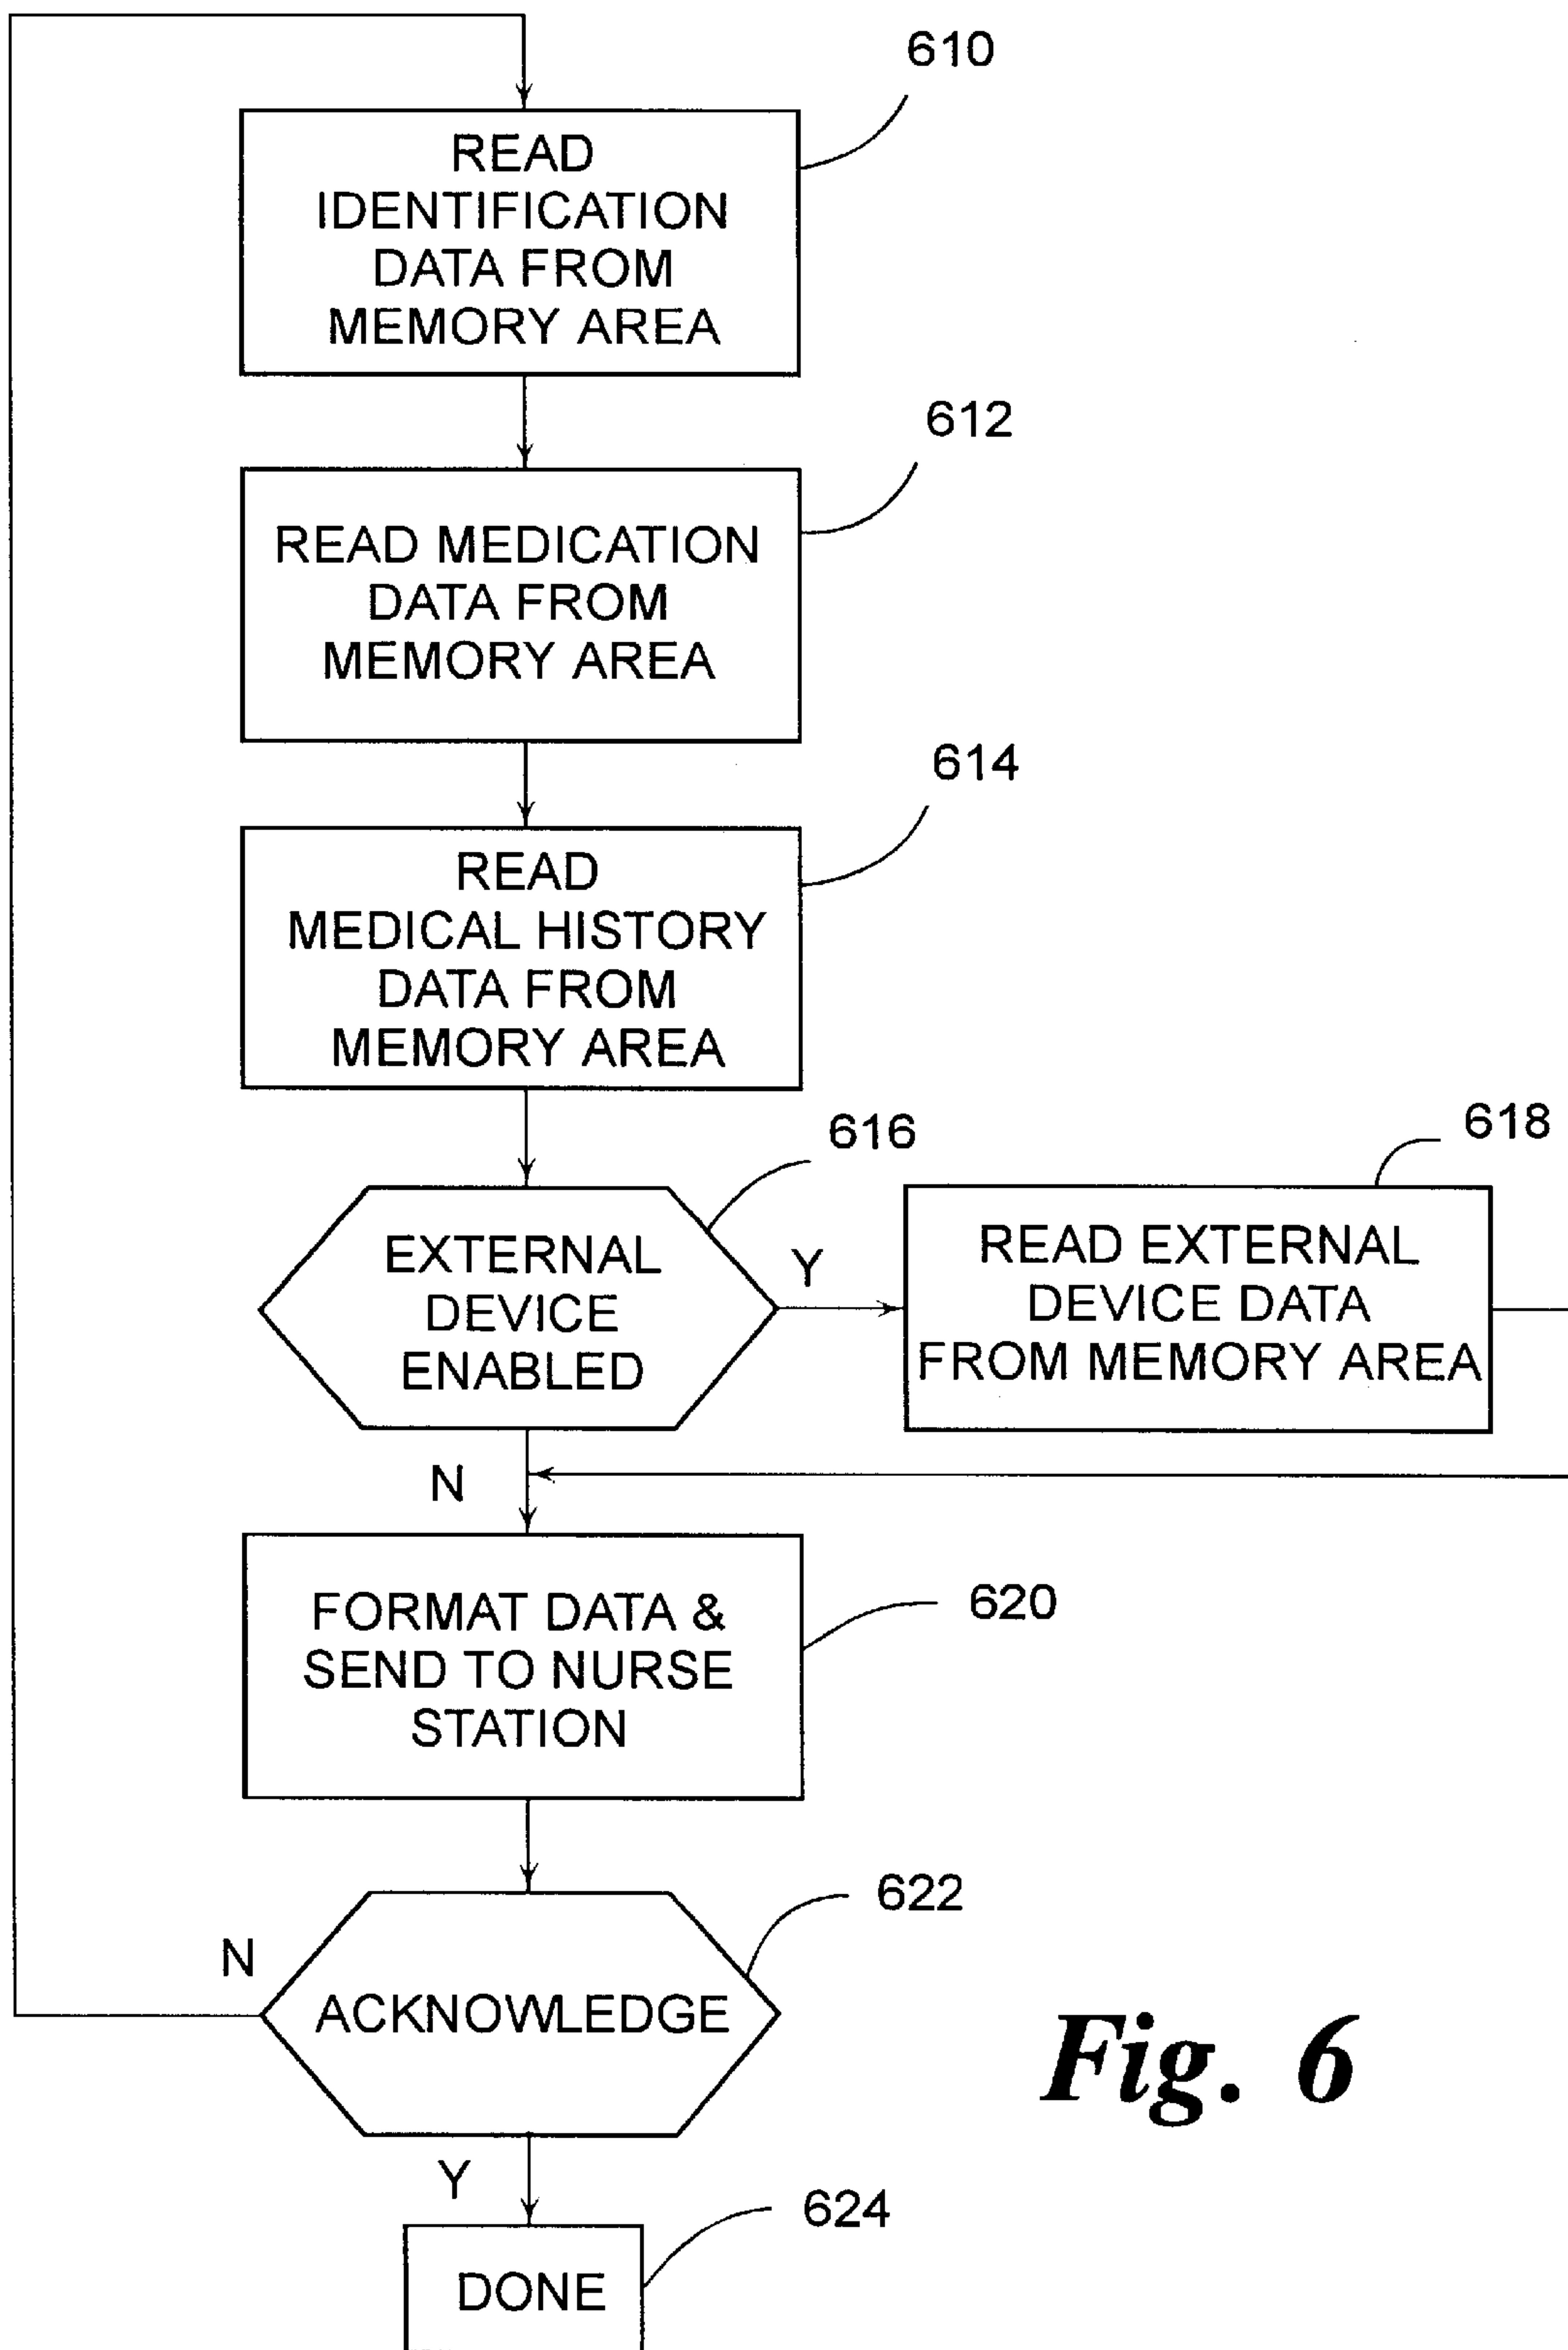 610
READ
IDENTIFICATION
DATA FROM
MEMORY AREA
612
READ MEDICATION
DATA FROM
MEMORY AREA
614
READ
MEDICAL HISTORY
DATA FROM
MEMORY AREA
616
EXTERNAL
DEVICE
ENABLED
Y
618
READ EXTERNAL
DEVICE DATA
FROM MEMORY AREA
N
620
FORMAT DATA &
SEND TO NURSE
STATION
622
N
ACKNOWLEDGE
Fig. 6
Y
624
DONE